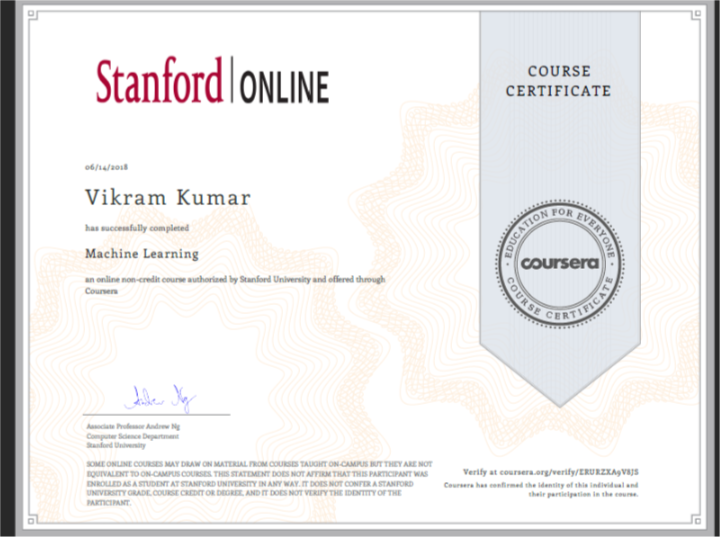 Stanford | ONLINE
COURSE
CERTIFICATE
06/14/2018
Vikram Kumar
has successfully completed
Machine Learning
an online non-credit course authorized by Stanford University and offered through
Coursera
EDUCATION FOR EVERYONE
coursera
COURSE CERTIFICATE
Andrew Ng
Associate Professor Andrew Ng
Computer Science Department
Stanford University
SOME ONLINE COURSES MAY DRAW ON MATERIAL FROM COURSES TAUGHT ON-CAMPUS BUT THEY ARE NOT
EQUIVALENT TO ON-CAMPUS COURSES. THIS STATEMENT DOES NOT AFFIRM THAT THIS PARTICIPANT WAS
ENROLLED AS A STUDENT AT STANFORD UNIVERSITY IN ANY WAY. IT DOES NOT CONFER A STANFORD
UNIVERSITY GRADE, COURSE CREDIT OR DEGREE, AND IT DOES NOT VERIFY THE IDENTITY OF THE
PARTICIPANT.
Verify at coursera.org/verify/ERURZXA9V8JS
Coursera has confirmed the identity of this individual and
their participation in the course.